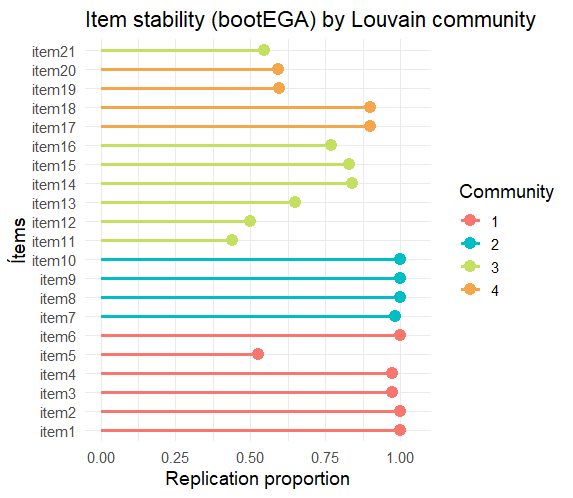 Item stability (bootEGA) by Louvain community
Ítems
item21
item20
item19
item18
item17
item16
item15
item14
item13
item12
item11
item10
item9
item8
item7
item6
item5
item4
item3
item2
item1
0.00 0.25 0.50 0.75 1.00
Replication proportion
Community
1
2
3
4